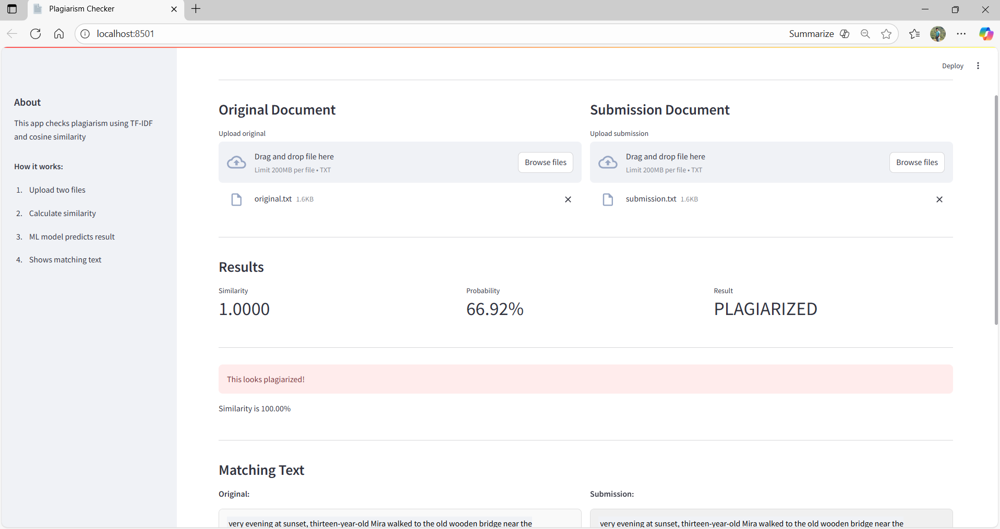 Plagiarism Checker
localhost:8501
Summarize
Deploy
About
This app checks plagiarism using TF-IDF
and cosine similarity
How it works:
1. Upload two files
2. Calculate similarity
3. ML model predicts result
4. Shows matching text
Original Document
Upload original
Drag and drop file here
Limit 200MB per file • TXT
Browse files
original.txt 1.6KB
Submission Document
Upload submission
Drag and drop file here
Limit 200MB per file • TXT
Browse files
submission.txt 1.6KB
Results
Similarity
1.0000
Probability
66.92%
Result
PLAGIARIZED
This looks plagiarized!
Similarity is 100.00%
Matching Text
Original:
very evening at sunset, thirteen-year-old Mira walked to the old wooden bridge near the
Submission:
very evening at sunset, thirteen-year-old Mira walked to the old wooden bridge near the